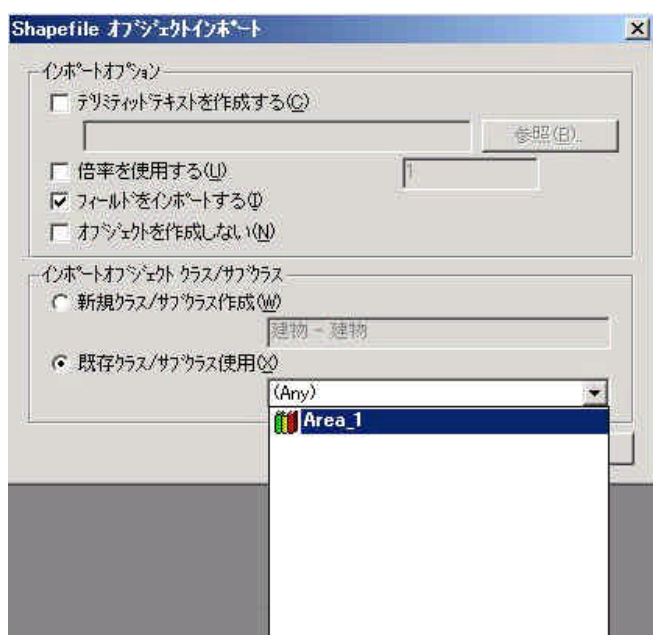 Shapefile オブジェクトインポート
インポートオプション
デリミティッドテキストを作成する(C)
参照(B)...
倍率を使用する(U)
1
フィールドをインポートする(I)
オブジェクトを作成しない(N)
インポートオブジェクト クラス/サブクラス
新規クラス/サブクラス作成(W)
建物 - 建物
既存クラス/サブクラス使用(X)
(Any)
Area_1